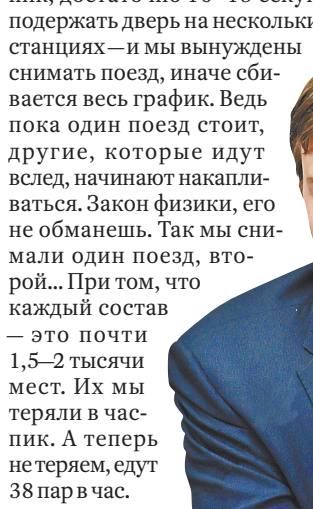 подержать дверь на нескольки
станциях — и мы вынуждены
снимать поезд, иначе сби-
вается весь график. Ведь
пока один поезд стоит,
другие, которые идут
вслед, начинают накапли-
ваться. Закон физики, его
не обманешь. Так мы сни-
мали один поезд, вто-
рой... При том, что
каждый состав
— это почти
1,5–2 тысячи
мест. Их мы
теряли в час-
пик. А теперь
не теряем, едут
38 пар в час.